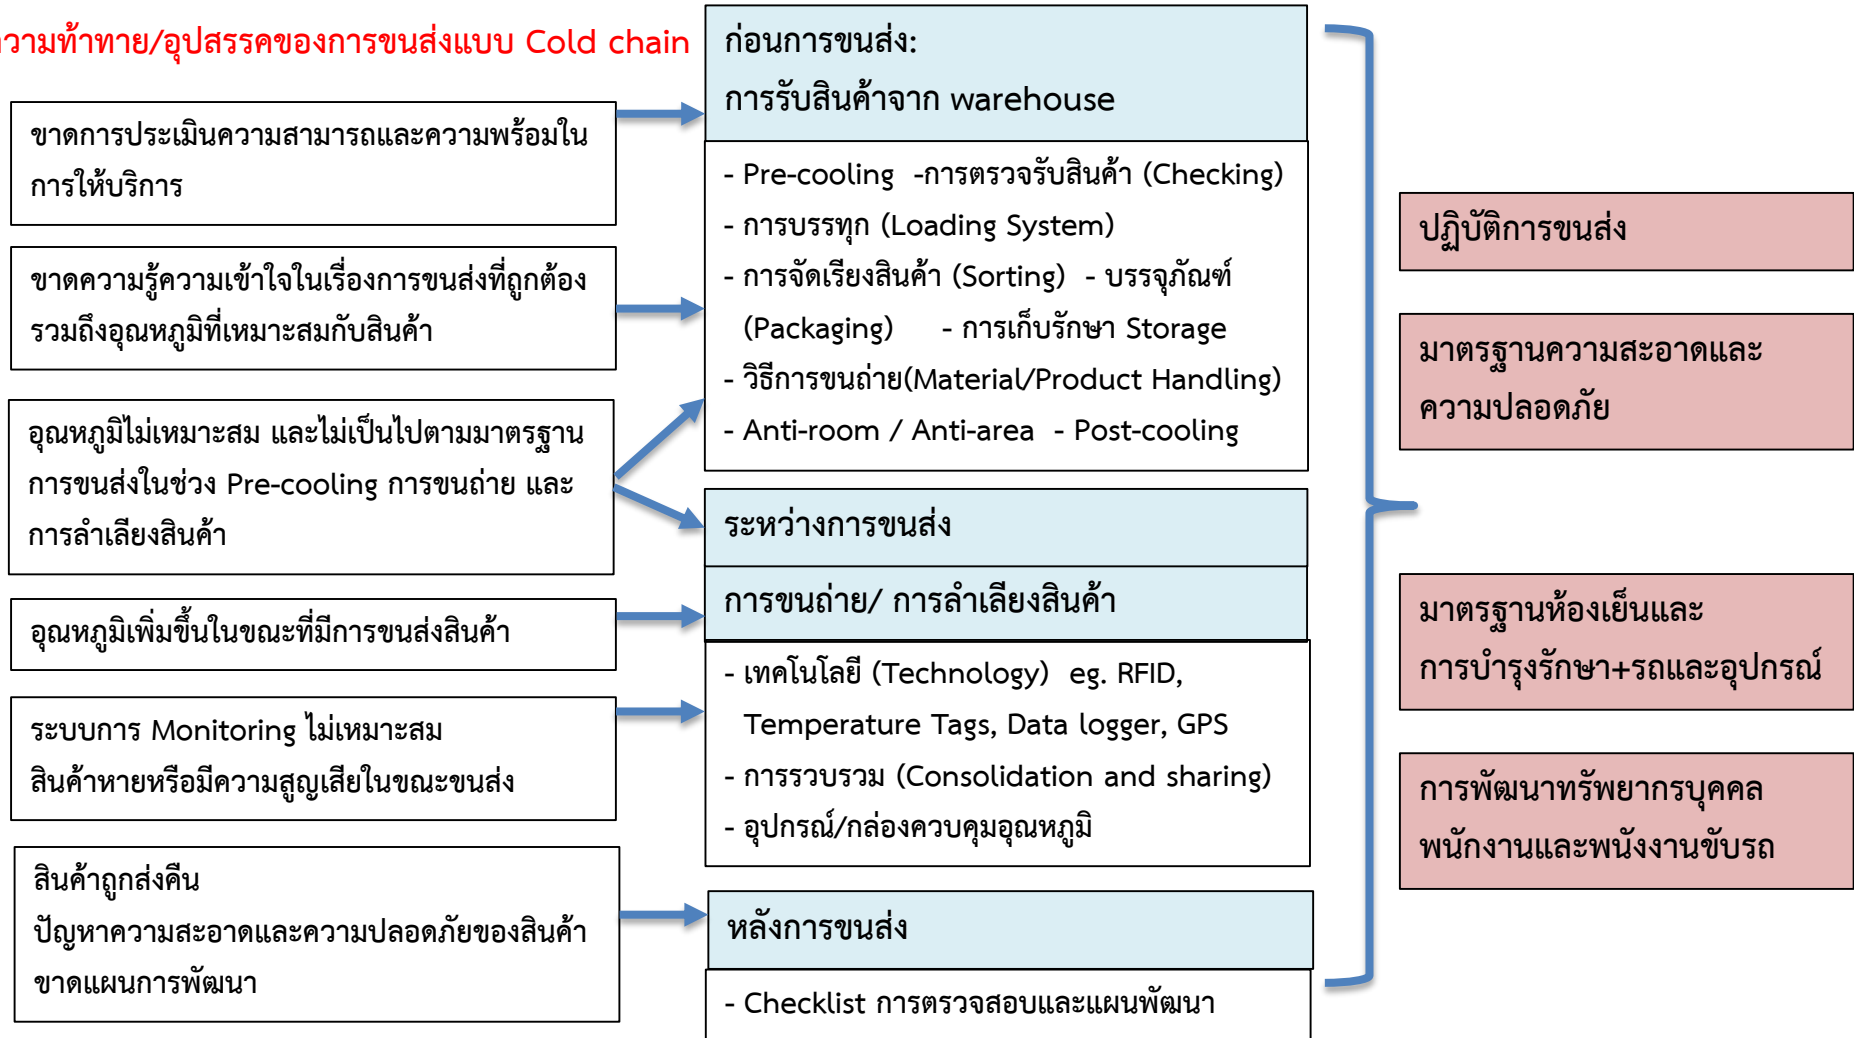 ความท้าทาย/อุปสรรคของการขนส่งแบบ Cold chain
ขาดการประเมินความสามารถและความพร้อมใน
การให้บริการ
ขาดความรู้ความเข้าใจในเรื่องการขนส่งที่ถูกต้อง
รวมถึงอุณหภูมิที่เหมาะสมกับสินค้า
อุณหภูมิไม่เหมาะสม และไม่เป็นไปตามมาตรฐาน
การขนส่งในช่วง Pre-cooling การขนถ่าย และ
การลำเลียงสินค้า
อุณหภูมิเพิ่มขึ้นในขณะที่มีการขนส่งสินค้า
ระบบการ Monitoring ไม่เหมาะสม
สินค้าหายหรือมีความสูญเสียในขณะขนส่ง
สินค้าถูกส่งคืน
ปัญหาความสะอาดและความปลอดภัยของสินค้า
ขาดแผนการพัฒนา
ก่อนการขนส่ง:
การรับสินค้าจาก warehouse
- Pre-cooling -การตรวจรับสินค้า (Checking)
- การบรรทุก (Loading System)
- การจัดเรียงสินค้า (Sorting) - บรรจุภัณฑ์
(Packaging) - การเก็บรักษา Storage
- วิธีการขนถ่าย(Material/Product Handling)
- Anti-room / Anti-area - Post-cooling
ระหว่างการขนส่ง
การขนถ่าย/ การลำเลียงสินค้า
- เทคโนโลยี (Technology) eg. RFID,
Temperature Tags, Data logger, GPS
- การรวบรวม (Consolidation and sharing)
- อุปกรณ์/กล่องควบคุมอุณหภูมิ
หลังการขนส่ง
- Checklist การตรวจสอบและแผนพัฒนา
ปฏิบัติการขนส่ง
มาตรฐานความสะอาดและ
ความปลอดภัย
มาตรฐานห้องเย็นและ
การบำรุงรักษา+รถและอุปกรณ์
การพัฒนาทรัพยากรบุคคล
พนักงานและพนังงานขับรถ